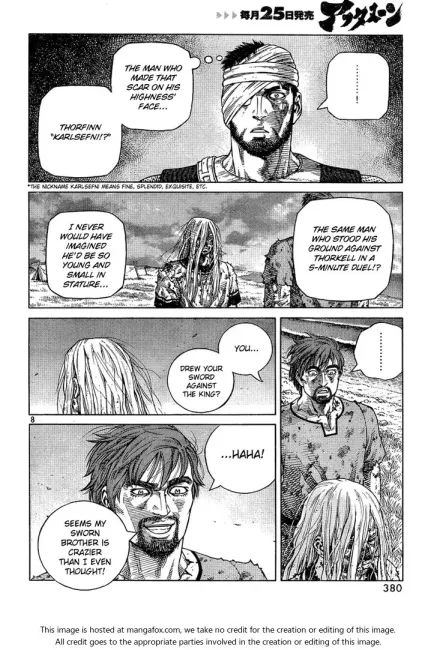 ▷▷▷ 毎月25日発売 アフタヌーン
.........!
THE MAN WHO
MADE THAT
SCAR ON HIS
HIGHNESS'
FACE...
THORFINN
"KARLSEFNI!?"
*THE NICKNAME KARLSEFNI MEANS FINE, SPLENDID, EXQUISITE, ETC.
THE SAME MAN
WHO STOOD HIS
GROUND AGAINST
THORKELL IN A
5-MINUTE DUEL!?
I NEVER
WOULD HAVE
IMAGINED
HE'D BE SO
YOUNG AND
SMALL IN
STATURE...
.........
YOU...
DREW YOUR
SWORD
AGAINST
THE KING?
8
...HAHA!
SEEMS MY
SWORN
BROTHER IS
CRAZIER
THAN I EVEN
THOUGHT!
380
This image is hosted at mangafox.com, we take no credit for the creation or editing of this image.
All credit goes to the appropriate parties involved in the creation or editing of this image.